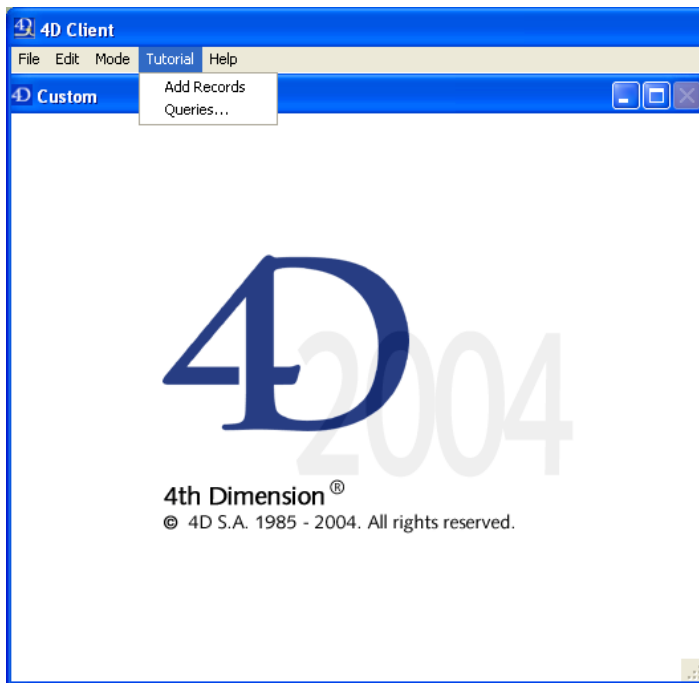 4D Client
File Edit Mode Tutorial Help
Add Records
4D Custom
Queries...
4D
2004
4th Dimension ®
© 4D S.A. 1985 - 2004. All rights reserved.